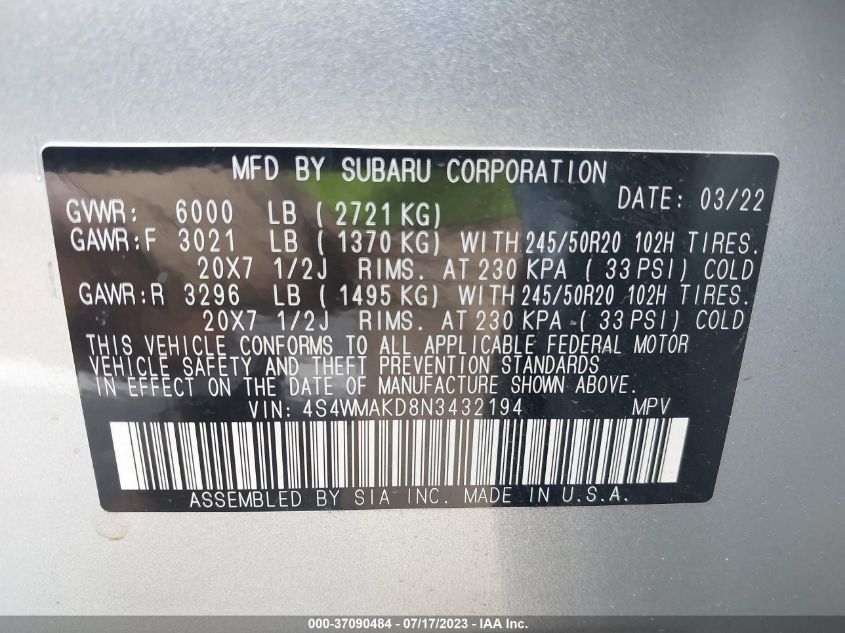 MFD BY SUBARU CORPORATION
DATE: 03/22
GVWR: 6000 LB ( 2721 KG)
GAWR:F 3021 LB ( 1370 KG) WITH 245/50R20 102H TIRES.
20X7 1/2J RIMS. AT 230 KPA ( 33 PSI) COLD
GAWR:R 3296 LB ( 1495 KG) WITH 245/50R20 102H TIRES.
20X7 1/2J RIMS. AT 230 KPA ( 33 PSI) COLD
THIS VEHICLE CONFORMS TO ALL APPLICABLE FEDERAL MOTOR
VEHICLE SAFETY AND THEFT PREVENTION STANDARDS
IN EFFECT ON THE DATE OF MANUFACTURE SHOWN ABOVE.
VIN: 4S4WMAKD8N3432194 MPV
ASSEMBLED BY SIA INC. MADE IN U.S.A.
000-37090484 - 07/17/2023 - IAA Inc.